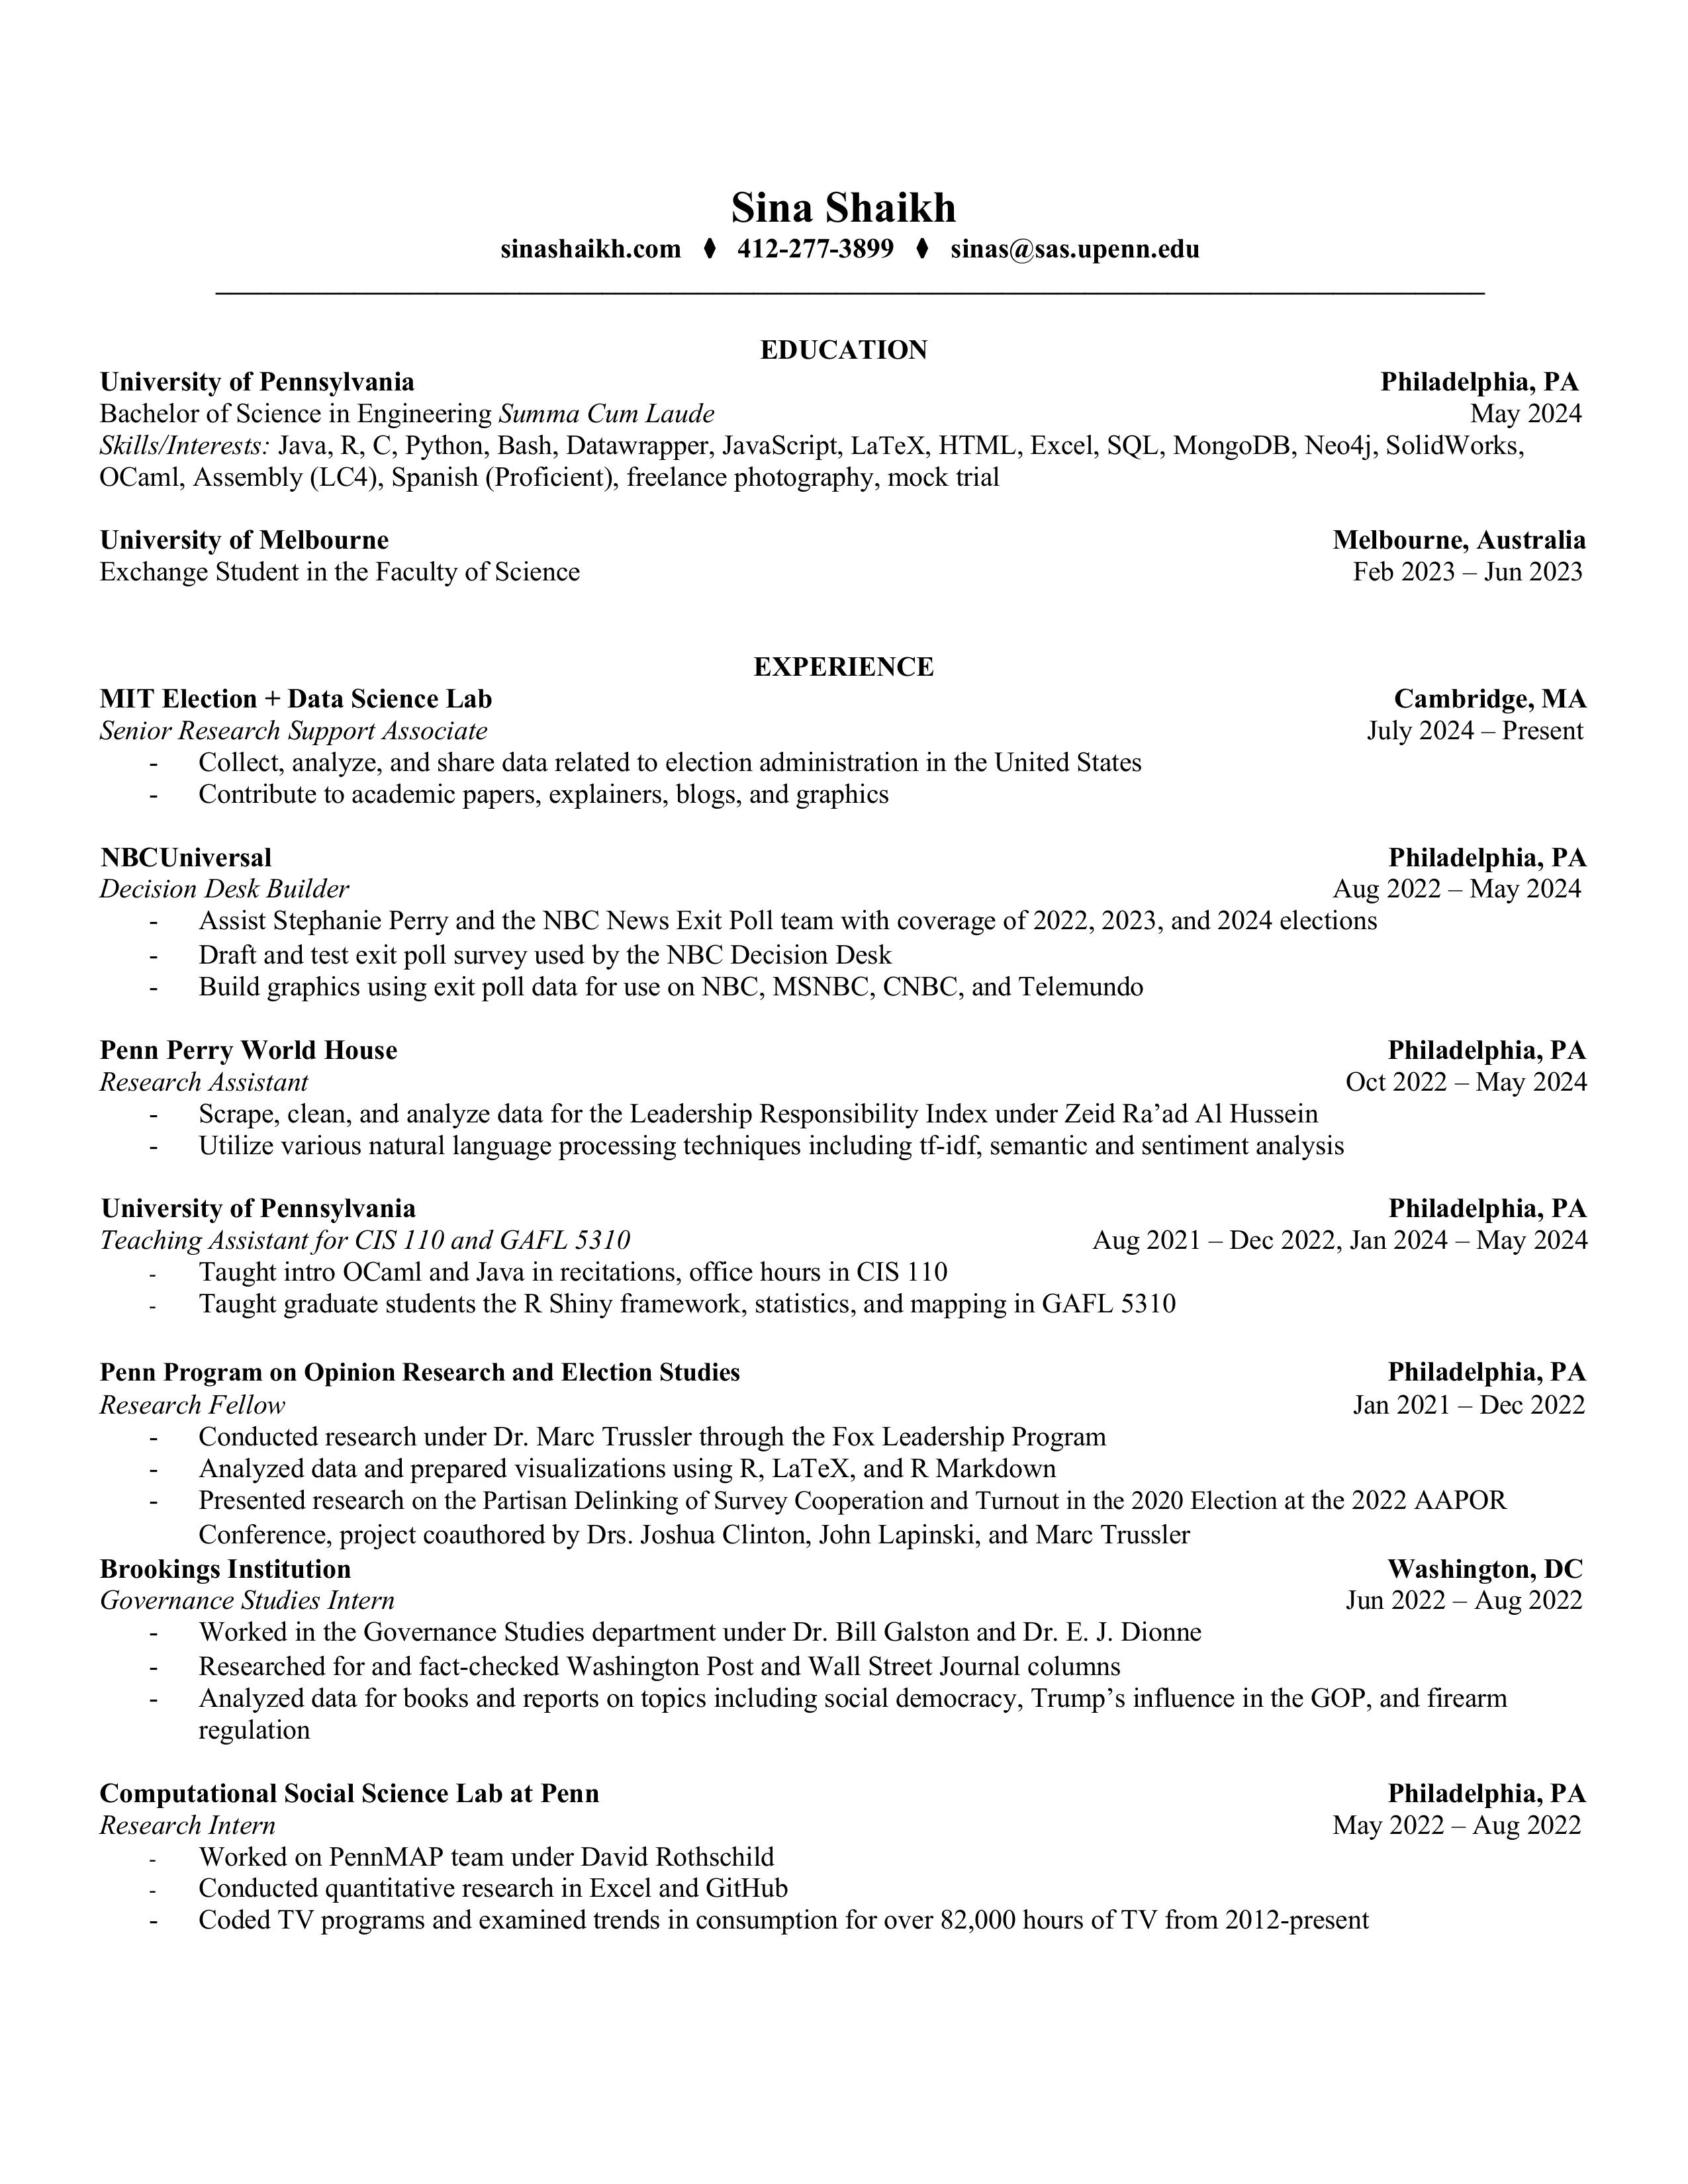 Sina Shaikh
sinashaikh.com ♦ 412-277-3899 ♦ sinas@sas.upenn.edu
EDUCATION
University of Pennsylvania Philadelphia, PA
Bachelor of Science in Engineering Summa Cum Laude May 2024
Skills/Interests: Java, R, C, Python, Bash, Datawrapper, JavaScript, LaTeX, HTML, Excel, SQL, MongoDB, Neo4j, SolidWorks,
OCaml, Assembly (LC4), Spanish (Proficient), freelance photography, mock trial
University of Melbourne Melbourne, Australia
Exchange Student in the Faculty of Science Feb 2023 – Jun 2023
EXPERIENCE
MIT Election + Data Science Lab Cambridge, MA
Senior Research Support Associate July 2024 – Present
- Collect, analyze, and share data related to election administration in the United States
- Contribute to academic papers, explainers, blogs, and graphics
NBCUniversal Philadelphia, PA
Decision Desk Builder Aug 2022 – May 2024
- Assist Stephanie Perry and the NBC News Exit Poll team with coverage of 2022, 2023, and 2024 elections
- Draft and test exit poll survey used by the NBC Decision Desk
- Build graphics using exit poll data for use on NBC, MSNBC, CNBC, and Telemundo
Penn Perry World House Philadelphia, PA
Research Assistant Oct 2022 – May 2024
- Scrape, clean, and analyze data for the Leadership Responsibility Index under Zeid Ra’ad Al Hussein
- Utilize various natural language processing techniques including tf-idf, semantic and sentiment analysis
University of Pennsylvania Philadelphia, PA
Teaching Assistant for CIS 110 and GAFL 5310 Aug 2021 – Dec 2022, Jan 2024 – May 2024
- Taught intro OCaml and Java in recitations, office hours in CIS 110
- Taught graduate students the R Shiny framework, statistics, and mapping in GAFL 5310
Penn Program on Opinion Research and Election Studies Philadelphia, PA
Research Fellow Jan 2021 – Dec 2022
- Conducted research under Dr. Marc Trussler through the Fox Leadership Program
- Analyzed data and prepared visualizations using R, LaTeX, and R Markdown
- Presented research on the Partisan Delinking of Survey Cooperation and Turnout in the 2020 Election at the 2022 AAPOR
Conference, project coauthored by Drs. Joshua Clinton, John Lapinski, and Marc Trussler
Brookings Institution Washington, DC
Governance Studies Intern Jun 2022 – Aug 2022
- Worked in the Governance Studies department under Dr. Bill Galston and Dr. E. J. Dionne
- Researched for and fact-checked Washington Post and Wall Street Journal columns
- Analyzed data for books and reports on topics including social democracy, Trump’s influence in the GOP, and firearm
regulation
Computational Social Science Lab at Penn Philadelphia, PA
Research Intern May 2022 – Aug 2022
- Worked on PennMAP team under David Rothschild
- Conducted quantitative research in Excel and GitHub
- Coded TV programs and examined trends in consumption for over 82,000 hours of TV from 2012-present